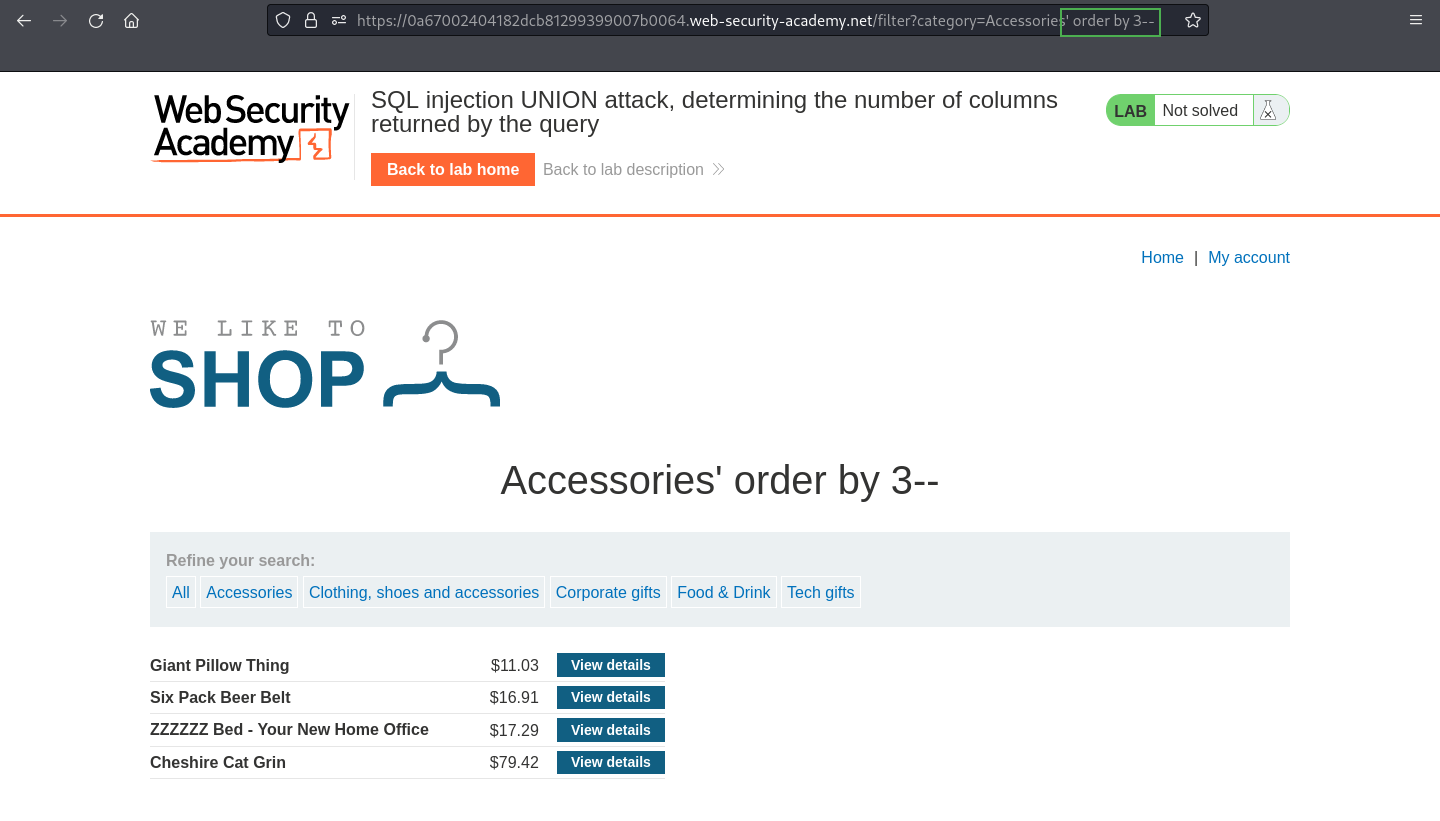 https://0a67002404182dcb81299399007b0064.web-security-academy.net/filter?category=Accessories' order by 3--
WebSecurity
Academy
SQL injection UNION attack, determining the number of columns
returned by the query
LAB Not solved
Back to lab home Back to lab description
Home | My account
WE LIKE TO
SHOP
Accessories' order by 3--
Refine your search:
All Accessories Clothing, shoes and accessories Corporate gifts Food & Drink Tech gifts
Giant Pillow Thing $11.03 View details
Six Pack Beer Belt $16.91 View details
ZZZZZZ Bed - Your New Home Office $17.29 View details
Cheshire Cat Grin $79.42 View details